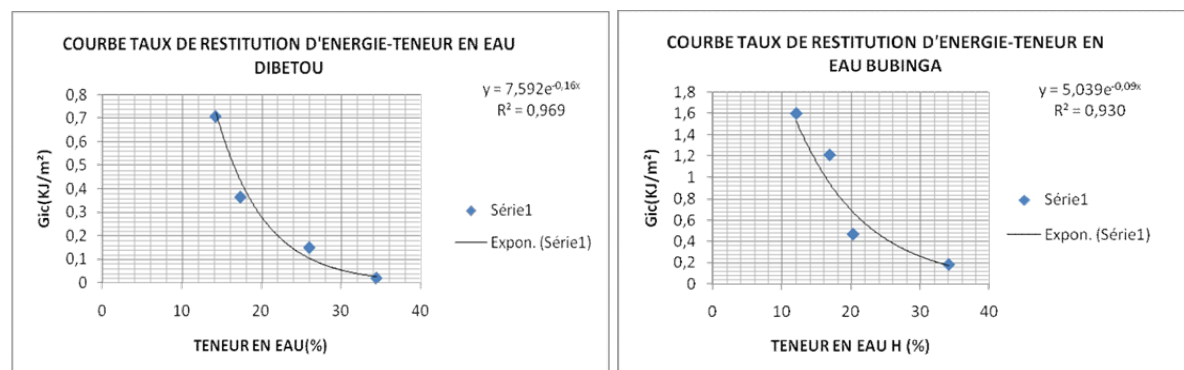 COURBE TAUX DE RESTITUTION D'ENERGIE-TENEUR EN EAU
DIBETOU
y = 7,592e^-0,16x
R² = 0,969
0,8
0,7
0,6
0,5
0,4
0,3
0,2
0,1
0
Gic(KJ/m²)
0 10 20 30 40
TENEUR EN EAU(%)
Série1
Expon. (Série1)
COURBE TAUX DE RESTITUTION D'ENERGIE-TENEUR EN
EAU BUBINGA
y = 5,039e^-0,09x
R² = 0,930
1,8
1,6
1,4
1,2
1
0,8
0,6
0,4
0,2
0
Gic(KJ/m²)
0 10 20 30 40
TENEUR EN EAU H (%)
Série1
Expon. (Série1)